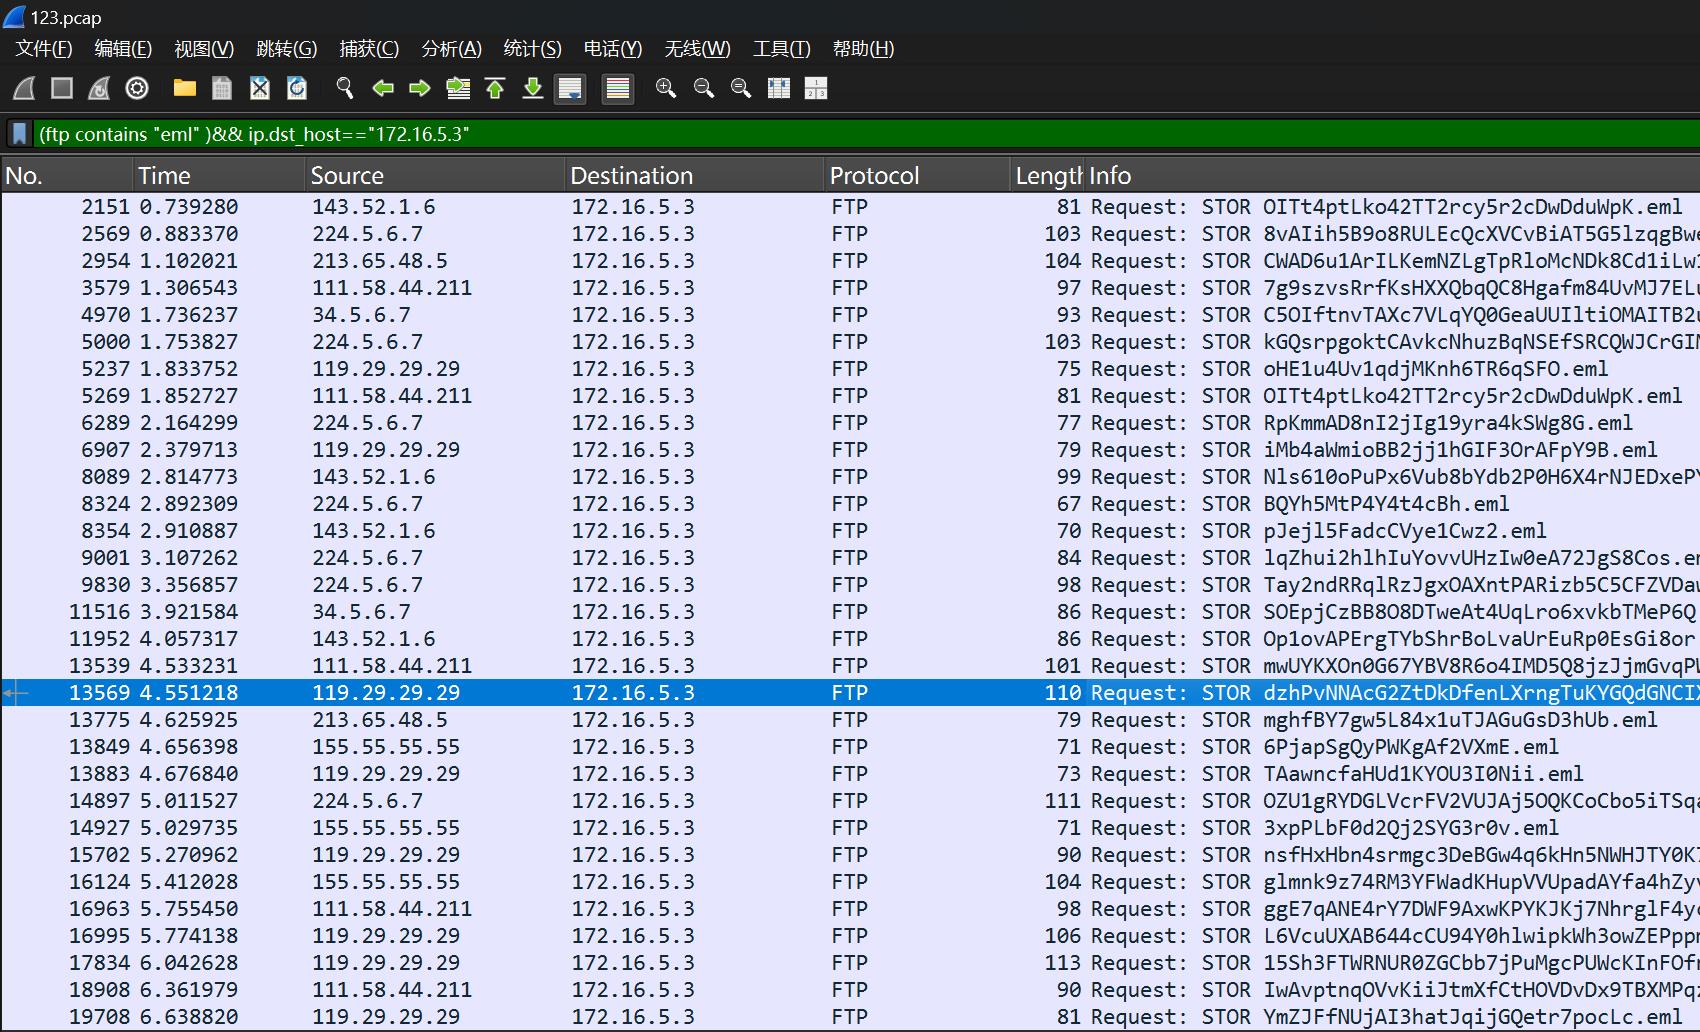 123.pcap
文件(F) 编辑(E) 视图(V) 跳转(G) 捕获(C) 分析(A) 统计(S) 电话(Y) 无线(W) 工具(T) 帮助(H)
(ftp contains "eml" )&& ip.dst_host=="172.16.5.3"
No. Time Source Destination Protocol Length Info
2151 0.739280 143.52.1.6 172.16.5.3 FTP 81 Request: STOR OITt4ptLko42TT2rcy5r2cDwDduWpK.eml
2569 0.883370 224.5.6.7 172.16.5.3 FTP 103 Request: STOR 8vAIih5B9o8RULEcQcXVCvBiAT5G5lzqgBwe
2954 1.102021 213.65.48.5 172.16.5.3 FTP 104 Request: STOR CWAD6u1ArILKemNZLgTpRloMcNDk8Cd1iLw1
3579 1.306543 111.58.44.211 172.16.5.3 FTP 97 Request: STOR 7g9szvsRrfKsHXXQbqQC8Hgafm84UvMJ7ELu
4970 1.736237 34.5.6.7 172.16.5.3 FTP 93 Request: STOR C5OIftnvTAXc7VLqYQ0GeaUUIltiOMAITB2u
5000 1.753827 224.5.6.7 172.16.5.3 FTP 103 Request: STOR kGQsrpgoktCAvkcNhuzBqNSEfSRCQWJCrGIM
5237 1.833752 119.29.29.29 172.16.5.3 FTP 75 Request: STOR oHE1u4Uv1qdjMKnh6TR6qSFO.eml
5269 1.852727 111.58.44.211 172.16.5.3 FTP 81 Request: STOR OITt4ptLko42TT2rcy5r2cDwDduWpK.eml
6289 2.164299 224.5.6.7 172.16.5.3 FTP 77 Request: STOR RpKmmAD8nI2jIg19yra4kSWg8G.eml
6907 2.379713 119.29.29.29 172.16.5.3 FTP 79 Request: STOR iMb4aWmioBB2jj1hGIF3OrAFpY9B.eml
8089 2.814773 143.52.1.6 172.16.5.3 FTP 99 Request: STOR Nls610oPuPx6Vub8bYdb2P0H6X4rNJEDxePY
8324 2.892309 224.5.6.7 172.16.5.3 FTP 67 Request: STOR BQYh5MtP4Y4t4cBh.eml
8354 2.910887 143.52.1.6 172.16.5.3 FTP 70 Request: STOR pJejl5FadcCVye1Cwz2.eml
9001 3.107262 224.5.6.7 172.16.5.3 FTP 84 Request: STOR lqZhui2hlhIuYovvUHzIw0eA72JgS8Cos.em
9830 3.356857 224.5.6.7 172.16.5.3 FTP 98 Request: STOR Tay2ndRRqlRzJgxOAXntPARizb5C5CFZVDaw
11516 3.921584 34.5.6.7 172.16.5.3 FTP 86 Request: STOR SOEpjCzBB8O8DTweAt4UqLro6xvkbTMeP6Q
11952 4.057317 143.52.1.6 172.16.5.3 FTP 86 Request: STOR Op1ovAPErgTYbShrBoLvaUrEuRp0EsGi8or
13539 4.533231 111.58.44.211 172.16.5.3 FTP 101 Request: STOR mwUYKXOn0G67YBV8R6o4IMD5Q8jzJjmGvqPW
13569 4.551218 119.29.29.29 172.16.5.3 FTP 110 Request: STOR dzhPvNNAcG2ZtDkDfenLXrngTuKYGQdGNCIX
13775 4.625925 213.65.48.5 172.16.5.3 FTP 79 Request: STOR mghfBY7gw5L84x1uTJAGuGsD3hUb.eml
13849 4.656398 155.55.55.55 172.16.5.3 FTP 71 Request: STOR 6PjapSgQyPWKgAf2VXmE.eml
13883 4.676840 119.29.29.29 172.16.5.3 FTP 73 Request: STOR TAawncfaHUd1KYOU3I0Nii.eml
14897 5.011527 224.5.6.7 172.16.5.3 FTP 111 Request: STOR OZU1gRYDGLVcrFV2VUJAj5OQKCoCbo5iTSqa
14927 5.029735 155.55.55.55 172.16.5.3 FTP 71 Request: STOR 3xpPLbF0d2Qj2SYG3r0v.eml
15702 5.270962 119.29.29.29 172.16.5.3 FTP 90 Request: STOR nsfHxHbn4srmgc3DeBGw4q6kHn5NWHJTY0K7
16124 5.412028 155.55.55.55 172.16.5.3 FTP 104 Request: STOR glmnk9z74RM3YFWadKHupVVUpadAYfa4hZyv
16963 5.755450 111.58.44.211 172.16.5.3 FTP 98 Request: STOR ggE7qANE4rY7DWF9AxwKPYKJKj7NhrglF4yc
16995 5.774138 119.29.29.29 172.16.5.3 FTP 106 Request: STOR L6VcuUXAB644cCU94Y0hlwipkWh3owZEPppm
17834 6.042628 119.29.29.29 172.16.5.3 FTP 113 Request: STOR 15Sh3FTWRNUR0ZGCbb7jPuMgcPUWcKInFOfr
18908 6.361979 111.58.44.211 172.16.5.3 FTP 90 Request: STOR IwAvptnqOVvKiiJtmXfCtHOVDvDx9TBXMPqz
19708 6.638820 119.29.29.29 172.16.5.3 FTP 81 Request: STOR YmZJFfNUjAI3hatJqijGQetr7pocLc.eml